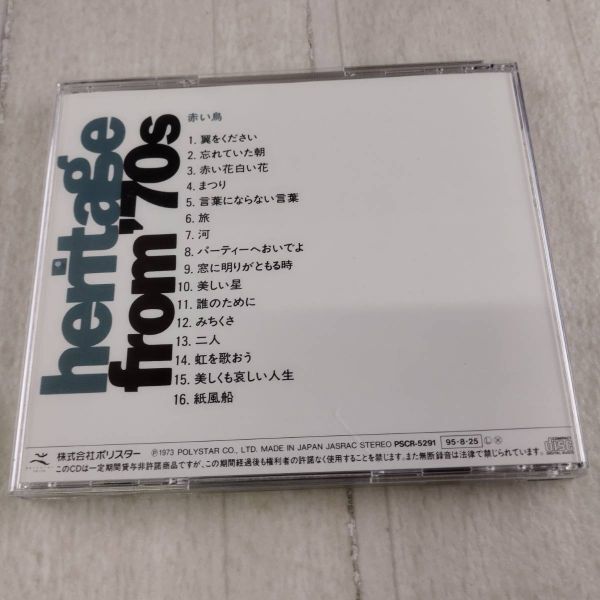 heritage
from '70s
赤い鳥
1. 翼をください
2. 忘れていた朝
3. 赤い花白い花
4. まつり
5. 言葉にならない言葉
6. 旅
7. 河
8. パーティーへおいでよ
9. 窓に明りがともる時
10. 美しい星
11. 誰のために
12. みちくさ
13. 二人
14. 虹を歌おう
15. 美しくも哀しい人生
16. 紙風船
株式会社ポリスター ℗1973 POLYSTAR CO., LTD. MADE IN JAPAN JASRAC STEREO PSCR-5291 95・8・25 Ⓛ
このCDは一定期間貸与非許諾商品ですが、この期間経過後も権利者の許諾なく使用することを禁じます。また無断録音は法律で禁じられています。